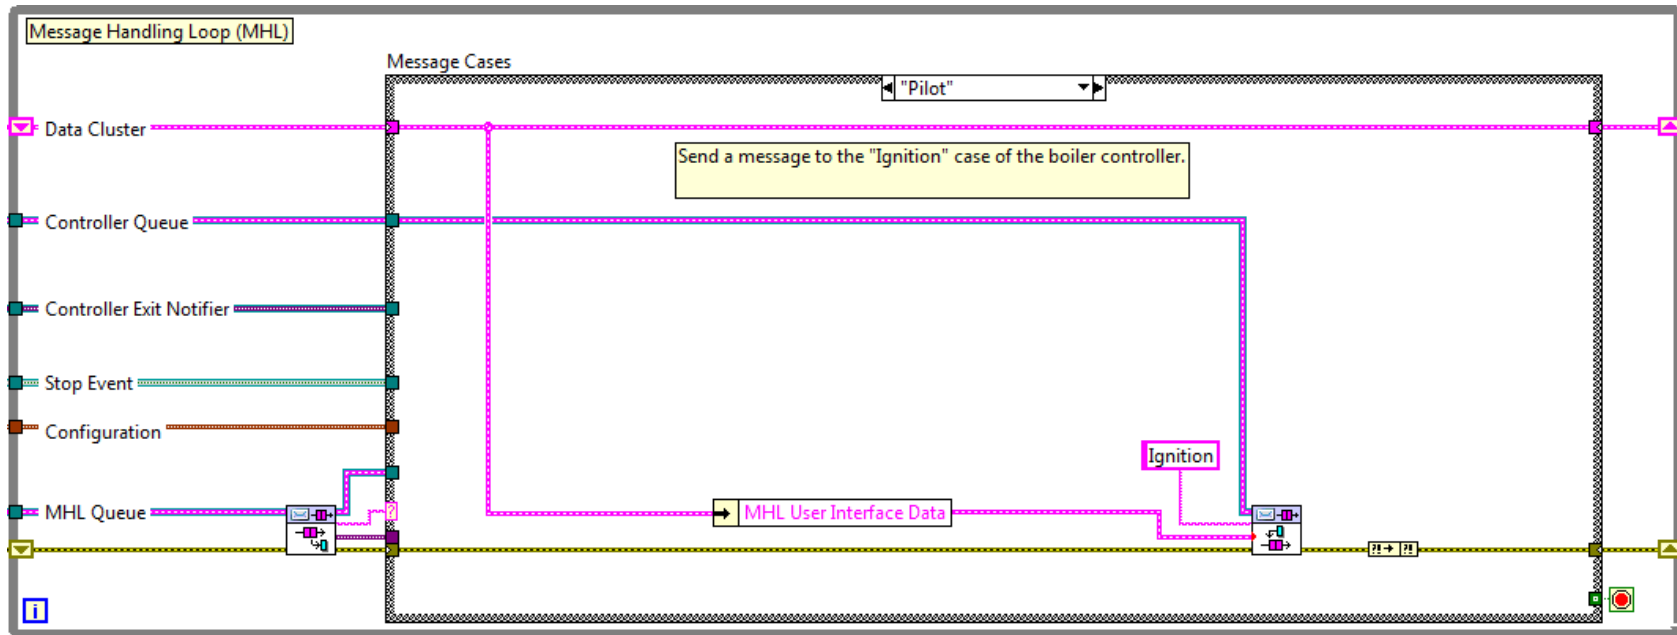 Message Handling Loop (MHL)
Message Cases
"Pilot"
Data Cluster
Send a message to the "Ignition" case of the boiler controller.
Controller Queue
Controller Exit Notifier
Stop Event
Configuration
Ignition
MHL Queue
?
MHL User Interface Data
?! ?!
i